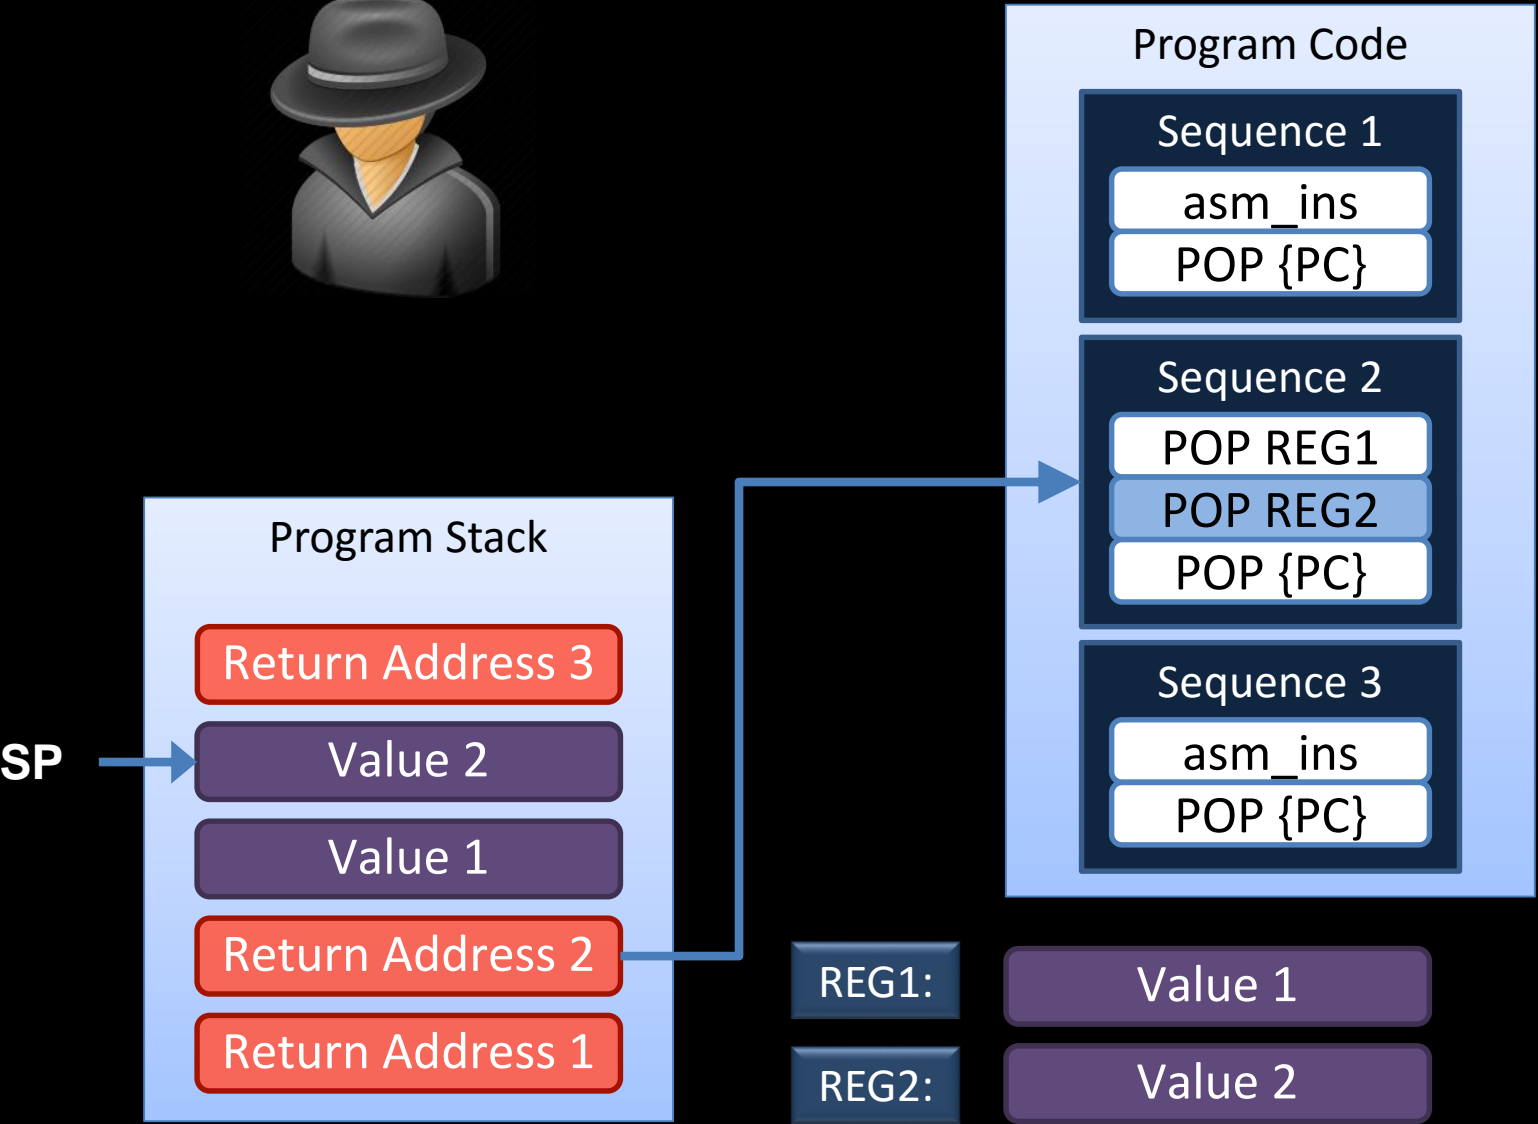 Program Code
Sequence 1
asm_ins
POP {PC}
Sequence 2
POP REG1
POP REG2
POP {PC}
Sequence 3
asm_ins
POP {PC}
Program Stack
Return Address 3
SP
Value 2
Value 1
Return Address 2
Return Address 1
REG1:
Value 1
REG2:
Value 2